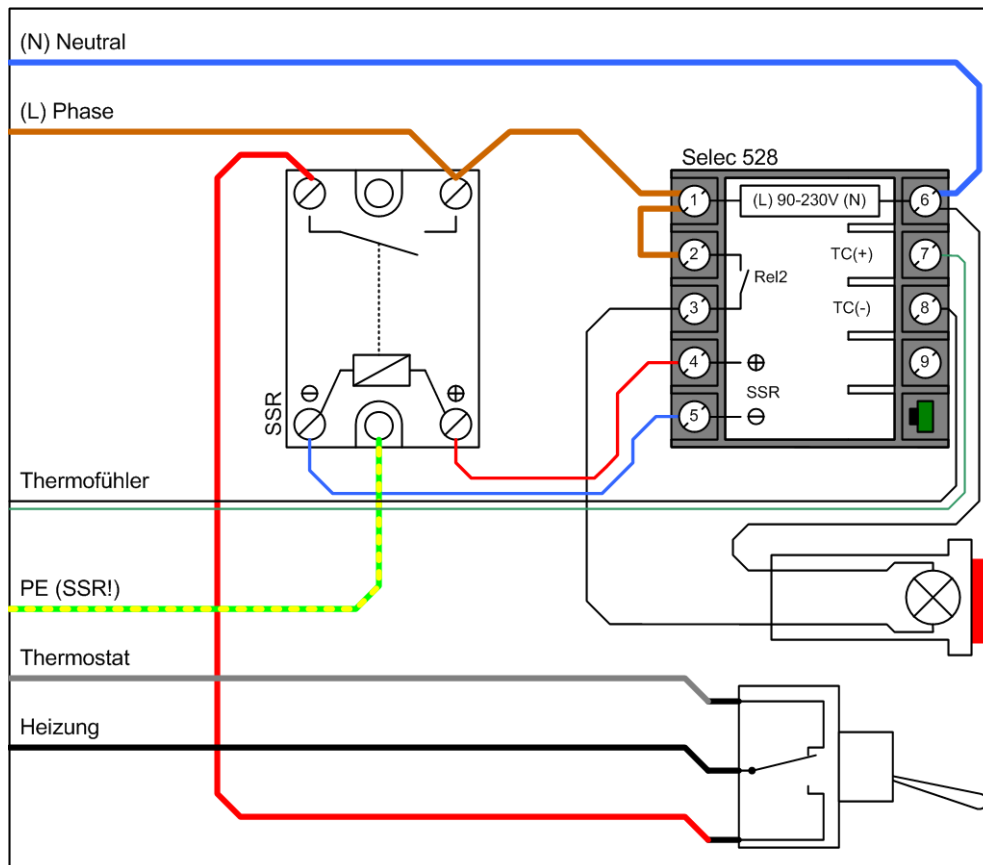 (N) Neutral
(L) Phase
Selec 528
1
(L) 90-230V (N)
6
2
TC(+)
7
Rel2
3
TC(-)
8
4
⊕
9
SSR
5
⊖
⊖
⊕
SSR
Thermofühler
PE (SSR!)
Thermostat
Heizung